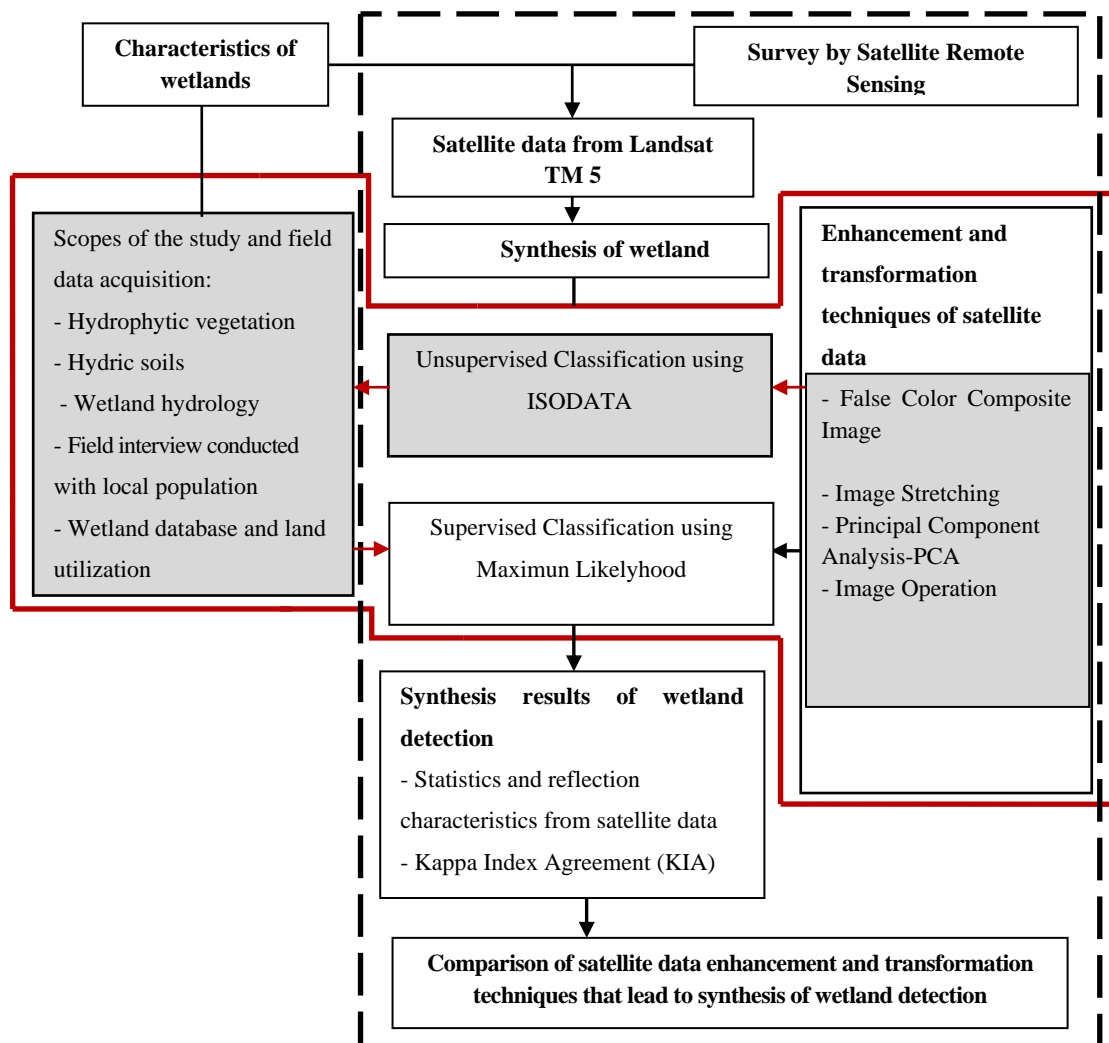 Characteristics of
wetlands
Survey by Satellite Remote
Sensing
Satellite data from Landsat
TM 5
Synthesis of wetland
Scopes of the study and field
data acquisition:
- Hydrophytic vegetation
- Hydric soils
- Wetland hydrology
- Field interview conducted
with local population
- Wetland database and land
utilization
Unsupervised Classification using
ISODATA
Enhancement and
transformation
techniques of satellite
data
- False Color Composite
Image
- Image Stretching
- Principal Component
Analysis-PCA
- Image Operation
Supervised Classification using
Maximun Likelyhood
Synthesis results of wetland
detection
- Statistics and reflection
characteristics from satellite data
- Kappa Index Agreement (KIA)
Comparison of satellite data enhancement and transformation
techniques that lead to synthesis of wetland detection